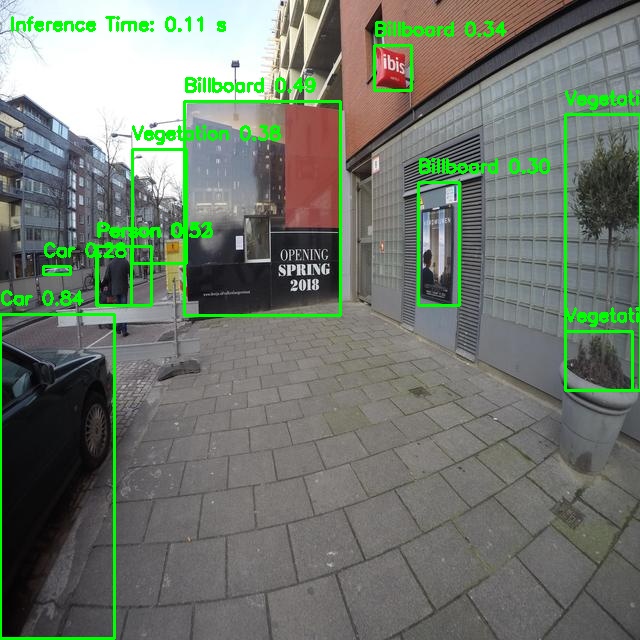 Inference Time: 0.11 s
Billboard 0.34
ibis
Billboard 0.49
Vegetati
Vegetation 0.38
Billboard 0.30
Person 0.53
Car 0.28
OPENING
SPRING
2018
Car 0.84
Vegetati